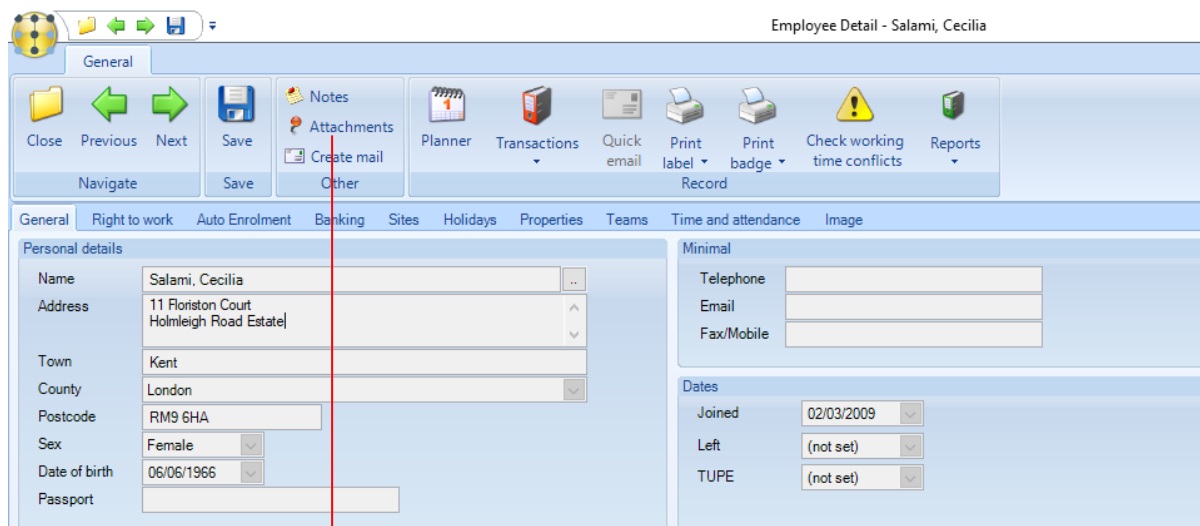 Employee Detail - Salami, Cecilia
General
Notes
Attachments
Create mail
Close Previous Next Save Planner Transactions Quick email Print label Print badge Check working time conflicts Reports
Navigate Save Other Record
General Right to work Auto Enrolment Banking Sites Holidays Properties Teams Time and attendance Image
Personal details
Name Salami, Cecilia ..
Address 11 Floriston Court
Holmleigh Road Estate
Town Kent
County London
Postcode RM9 6HA
Sex Female
Date of birth 06/06/1966
Passport
Minimal
Telephone
Email
Fax/Mobile
Dates
Joined 02/03/2009
Left (not set)
TUPE (not set)